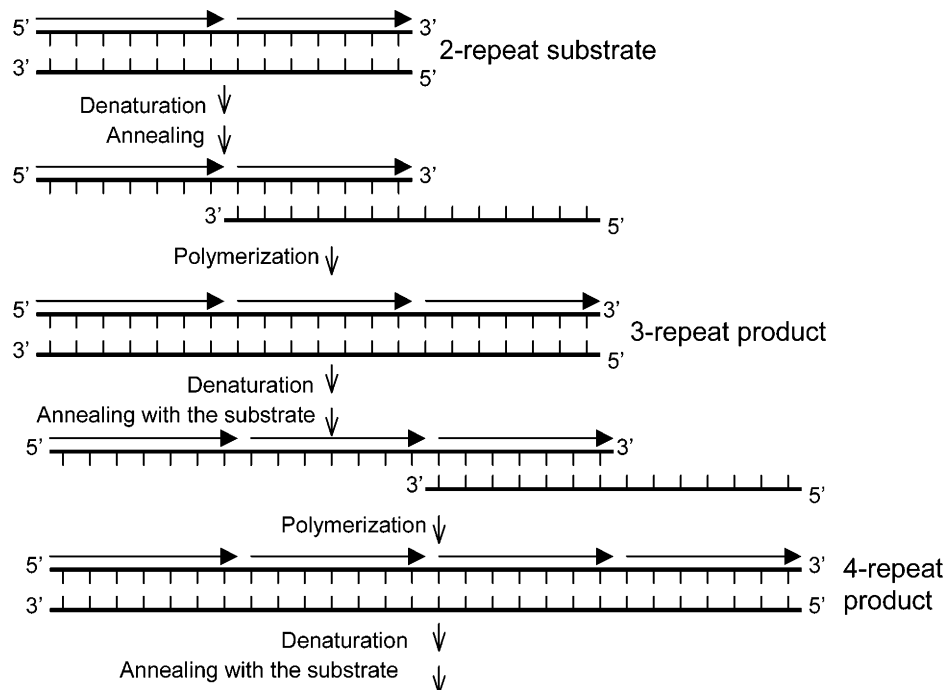 5’ 3’
2-repeat substrate
3’ 5’
Denaturation
Annealing
5’ 3’
3’ 5’
Polymerization
5’ 3’
3-repeat product
3’ 5’
Denaturation
Annealing with the substrate
5’ 3’
3’ 5’
Polymerization
5’ 3’
4-repeat
product
3’ 5’
Denaturation
Annealing with the substrate